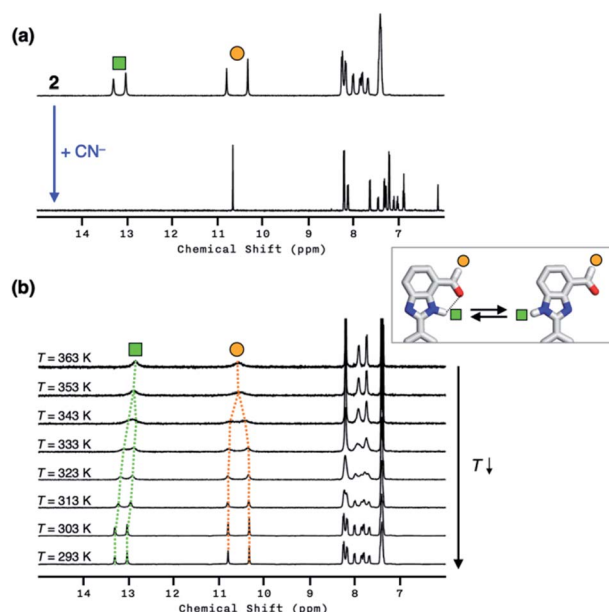 (a)
2
+ CN⁻
14 13 12 11 10 9 8 7
Chemical Shift (ppm)
(b)
T = 363 K
T = 353 K
T = 343 K
T = 333 K
T = 323 K
T = 313 K
T = 303 K
T = 293 K
T ↓
14 13 12 11 10 9 8 7
Chemical Shift (ppm)